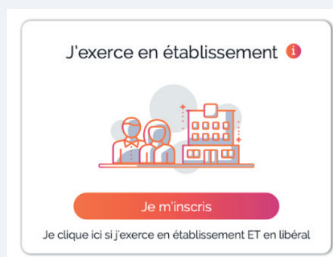 J'exerce en établissement i
Je m'inscris
Je clique ici si j'exerce en établissement ET en libéral